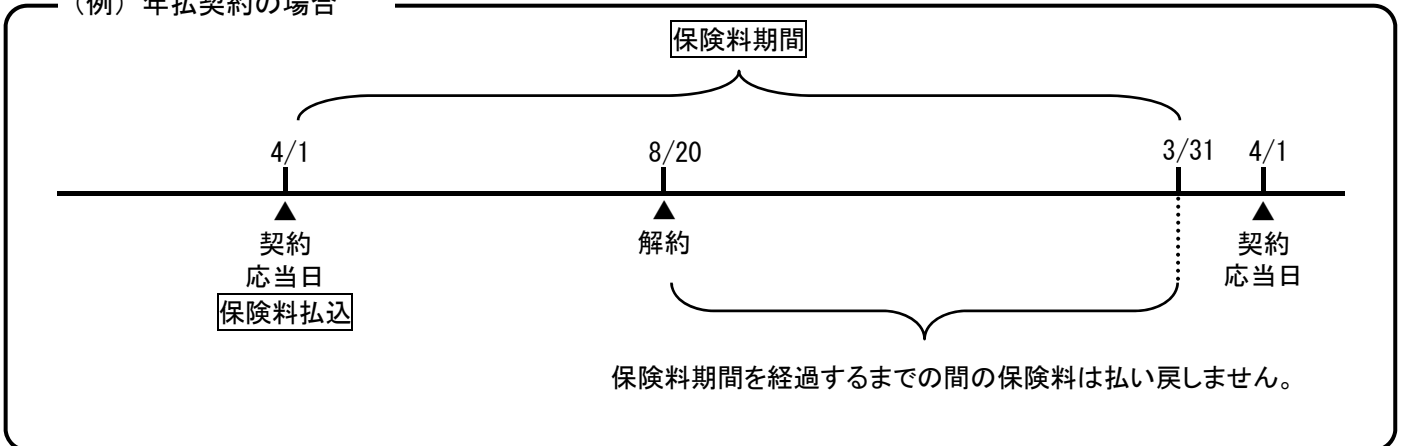 （例）年払契約の場合
保険料期間
4/1
8/20
3/31
4/1
▲
▲
▲
契約
応当日
保険料払込
解約
契約
応当日
保険料期間を経過するまでの間の保険料は払い戻しません。